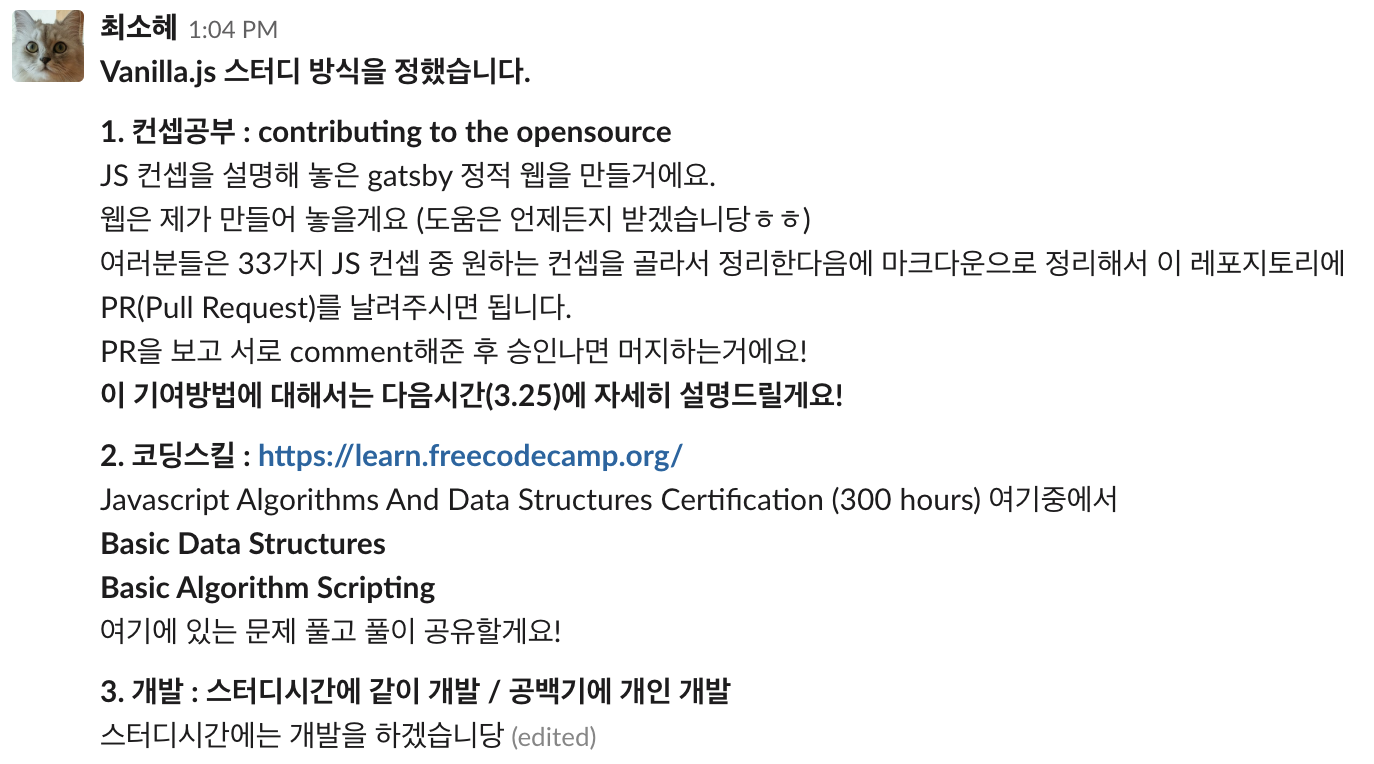 최소혜 1:04 PM
Vanilla.js 스터디 방식을 정했습니다.
1. 컨셉공부 : contributing to the opensource
JS 컨셉을 설명해 놓은 gatsby 정적 웹을 만들거에요.
웹은 제가 만들어 놓을게요 (도움은 언제든지 받겠습니당ㅎㅎ)
여러분들은 33가지 JS 컨셉 중 원하는 컨셉을 골라서 정리한다음에 마크다운으로 정리해서 이 레포지토리에
PR(Pull Request)를 날려주시면 됩니다.
PR을 보고 서로 comment해준 후 승인나면 머지하는거에요!
이 기여방법에 대해서는 다음시간(3.25)에 자세히 설명드릴게요!
2. 코딩스킬 : https://learn.freecodecamp.org/
Javascript Algorithms And Data Structures Certification (300 hours) 여기중에서
Basic Data Structures
Basic Algorithm Scripting
여기에 있는 문제 풀고 풀이 공유할게요!
3. 개발 : 스터디시간에 같이 개발 / 공백기에 개인 개발
스터디시간에는 개발을 하겠습니당 (edited)